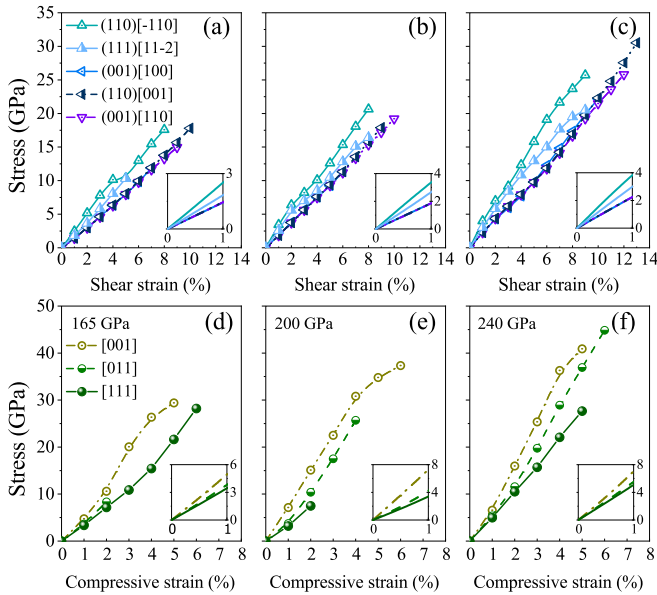 35
30
25
20
15
10
5
0
Stress (GPa)
(110)[-110]
(111)[11-2]
(001)[100]
(110)[001]
(001)[110]
(a)
3
0
0
1
0 2 4 6 8 10 12 14
Shear strain (%)
(b)
4
2
0
0
1
0 2 4 6 8 10 12 14
Shear strain (%)
(c)
4
2
0
0
1
0 2 4 6 8 10 12 14
Shear strain (%)
50
40
30
20
10
0
Stress (GPa)
165 GPa
(d)
[001]
[011]
[111]
6
3
0
0
1
0 1 2 3 4 5 6 7 8
Compressive strain (%)
200 GPa
(e)
8
4
0
0
1
0 1 2 3 4 5 6 7 8
Compressive strain (%)
240 GPa
(f)
8
4
0
0
1
0 1 2 3 4 5 6 7 8
Compressive strain (%)